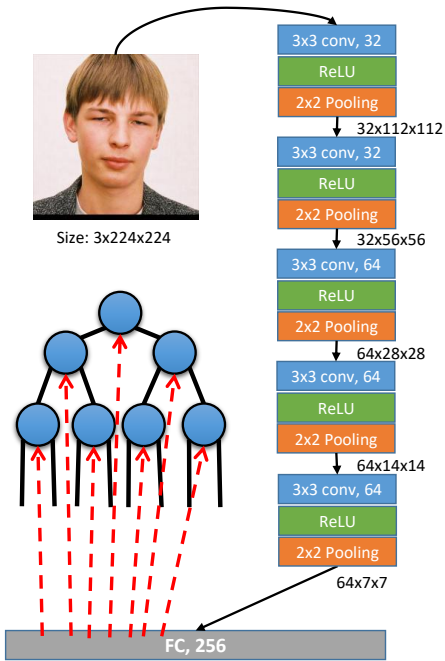 3x3 conv, 32
ReLU
2x2 Pooling
32x112x112
3x3 conv, 32
ReLU
2x2 Pooling
32x56x56
3x3 conv, 64
ReLU
2x2 Pooling
64x28x28
3x3 conv, 64
ReLU
2x2 Pooling
64x14x14
3x3 conv, 64
ReLU
2x2 Pooling
64x7x7
Size: 3x224x224
FC, 256